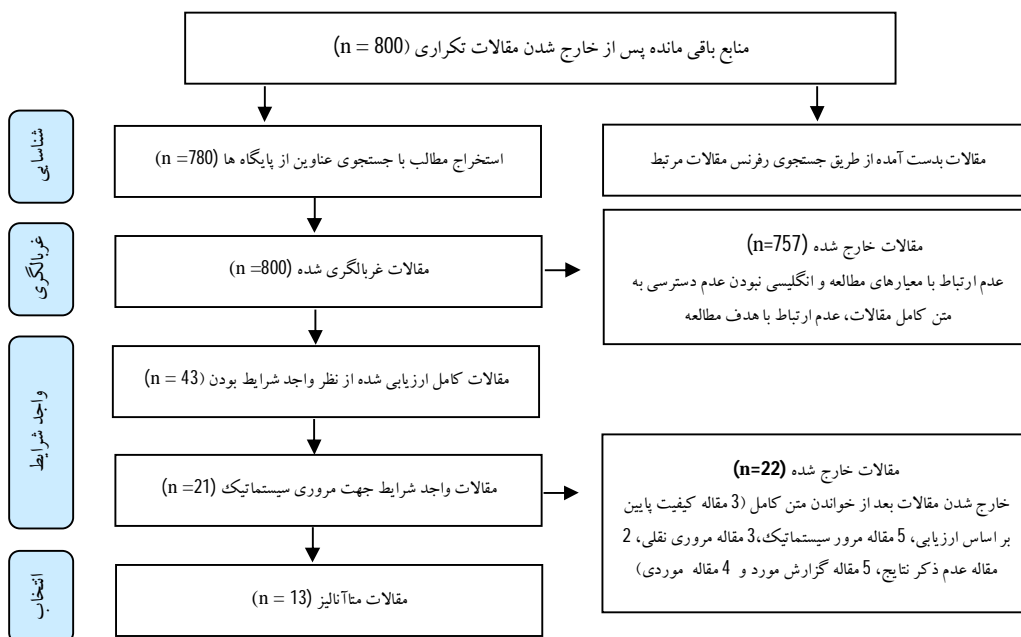 منابع باقی مانده پس از خارج شدن مقالات تکراری (n = 800)
شناسایی
استخراج مطالب با جستجوی عناوین از پایگاه ها (n =780)
مقالات بدست آمده از طریق جستجوی رفرنس مقالات مرتبط
غربالگری
مقالات غربالگری شده (n =800)
مقالات خارج شده (n=757)
عدم ارتباط با معیارهای مطالعه و انگلیسی نبودن عدم دسترسی به
متن کامل مقالات، عدم ارتباط با هدف مطالعه
واجد شرایط
مقالات کامل ارزیابی شده از نظر واجد شرایط بودن (n = 43)
مقالات واجد شرایط جهت مروری سیستماتیک (n =21)
مقالات خارج شده (n=22)
خارج شدن مقالات بعد از خواندن متن کامل (3 مقاله کیفیت پایین
بر اساس ارزیابی، 5 مقاله مرور سیستماتیک،3 مقاله مروری نقلی، 2
مقاله عدم ذکر نتایج، 5 مقاله گزارش مورد و 4 مقاله موردی)
انتخاب
مقالات متاآنالیز (n = 13)